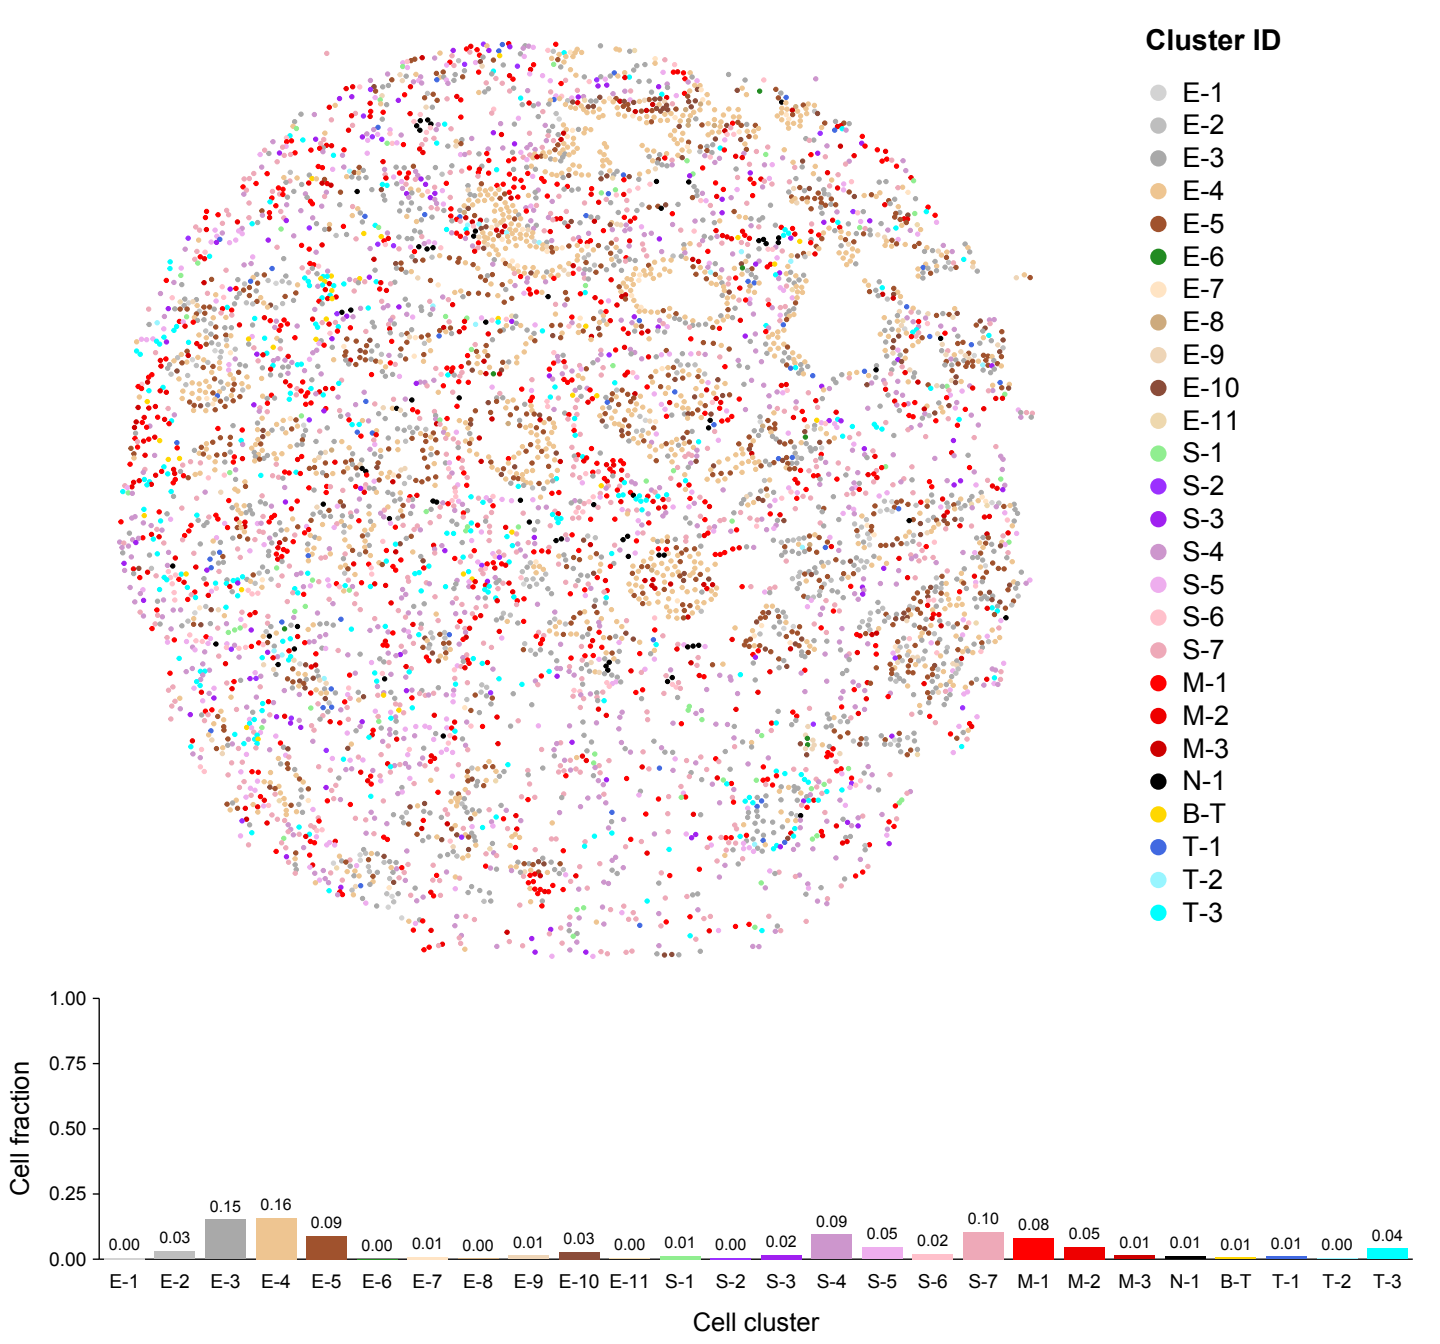 Cluster ID
E-1
E-2
E-3
E-4
E-5
E-6
E-7
E-8
E-9
E-10
E-11
S-1
S-2
S-3
S-4
S-5
S-6
S-7
M-1
M-2
M-3
N-1
B-T
T-1
T-2
T-3
1.00
0.75
0.50
0.25
0.00
Cell fraction
0.00 0.03 0.15 0.16 0.09 0.00 0.01 0.00 0.01 0.03 0.00 0.01 0.00 0.02 0.09 0.05 0.02 0.10 0.08 0.05 0.01 0.01 0.01 0.01 0.00 0.04
E-1 E-2 E-3 E-4 E-5 E-6 E-7 E-8 E-9 E-10 E-11 S-1 S-2 S-3 S-4 S-5 S-6 S-7 M-1 M-2 M-3 N-1 B-T T-1 T-2 T-3
Cell cluster